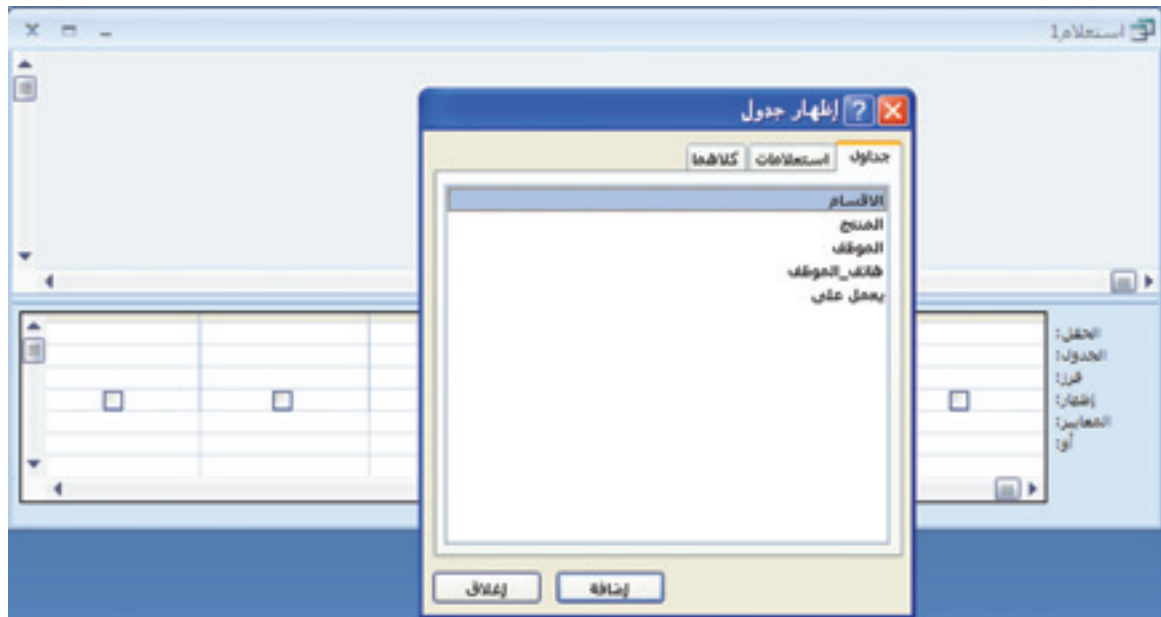 استعلام1
إظهار جدول
جداول استعلامات كلاهما
الاقسام
المنتج
الموظف
هاتف_الموظف
يعمل على
الحقل:
الجدول:
فرز:
إظهار:
المعايير:
أو:
إضافة إغلاق